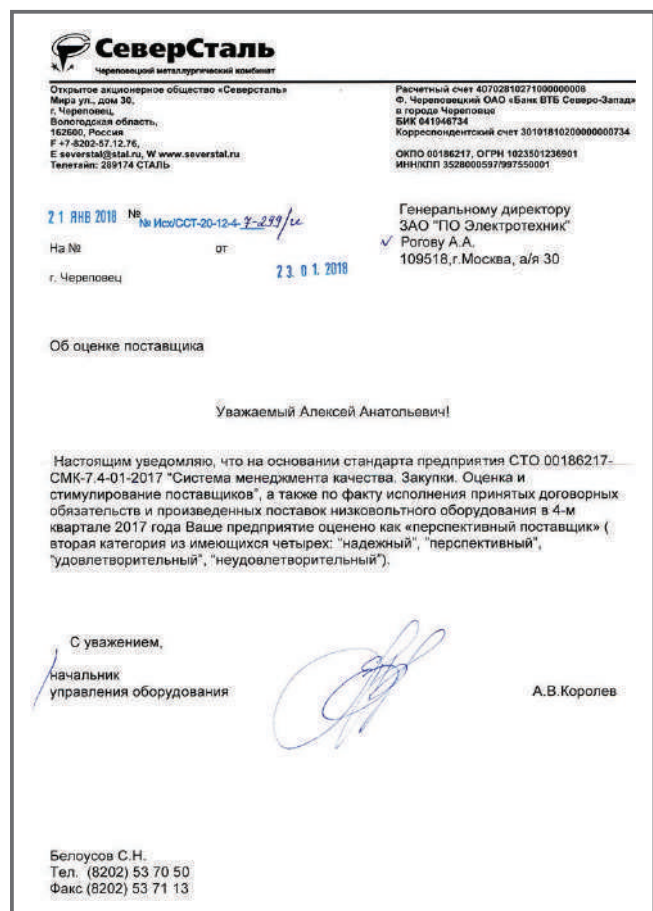 СеверСталь
Череповецкий металлургический комбинат
Открытое акционерное общество «Северсталь»
Мира ул., дом 30,
г. Череповец,
Вологодская область,
162600, Россия
F +7-8202-57.12.76,
E severstal@stal.ru, W www.severstal.ru
Телетайп: 289174 СТАЛЬ
Расчетный счет 40702810271000000006
Ф. Череповецкий ОАО «Банк ВТБ Северо-Запад»
в городе Череповце
БИК 041946734
Корреспондентский счет 30101810200000000734
ОКПО 00186217, ОГРН 1023501236901
ИНН/КПП 3528000597/997550001
21 ЯНВ 2018 № № Исх/ССТ-20-12-4-7-299/и
На № от
г. Череповец
23.01.2018
Генеральному директору
ЗАО "ПО Электротехник"
Рогову А.А.
109518,г.Москва, а/я 30
Об оценке поставщика
Уважаемый Алексей Анатольевич!
Настоящим уведомляю, что на основании стандарта предприятия СТО 00186217-
СМК-7.4-01-2017 "Система менеджмента качества. Закупки. Оценка и
стимулирование поставщиков", а также по факту исполнения принятых договорных
обязательств и произведенных поставок низковольтного оборудования в 4-м
квартале 2017 года Ваше предприятие оценено как «перспективный поставщик» (
вторая категория из имеющихся четырех: "надежный", "перспективный",
"удовлетворительный", "неудовлетворительный").
С уважением,
начальник
управления оборудования
А.В.Королев
Белоусов С.Н.
Тел. (8202) 53 70 50
Факс (8202) 53 71 13